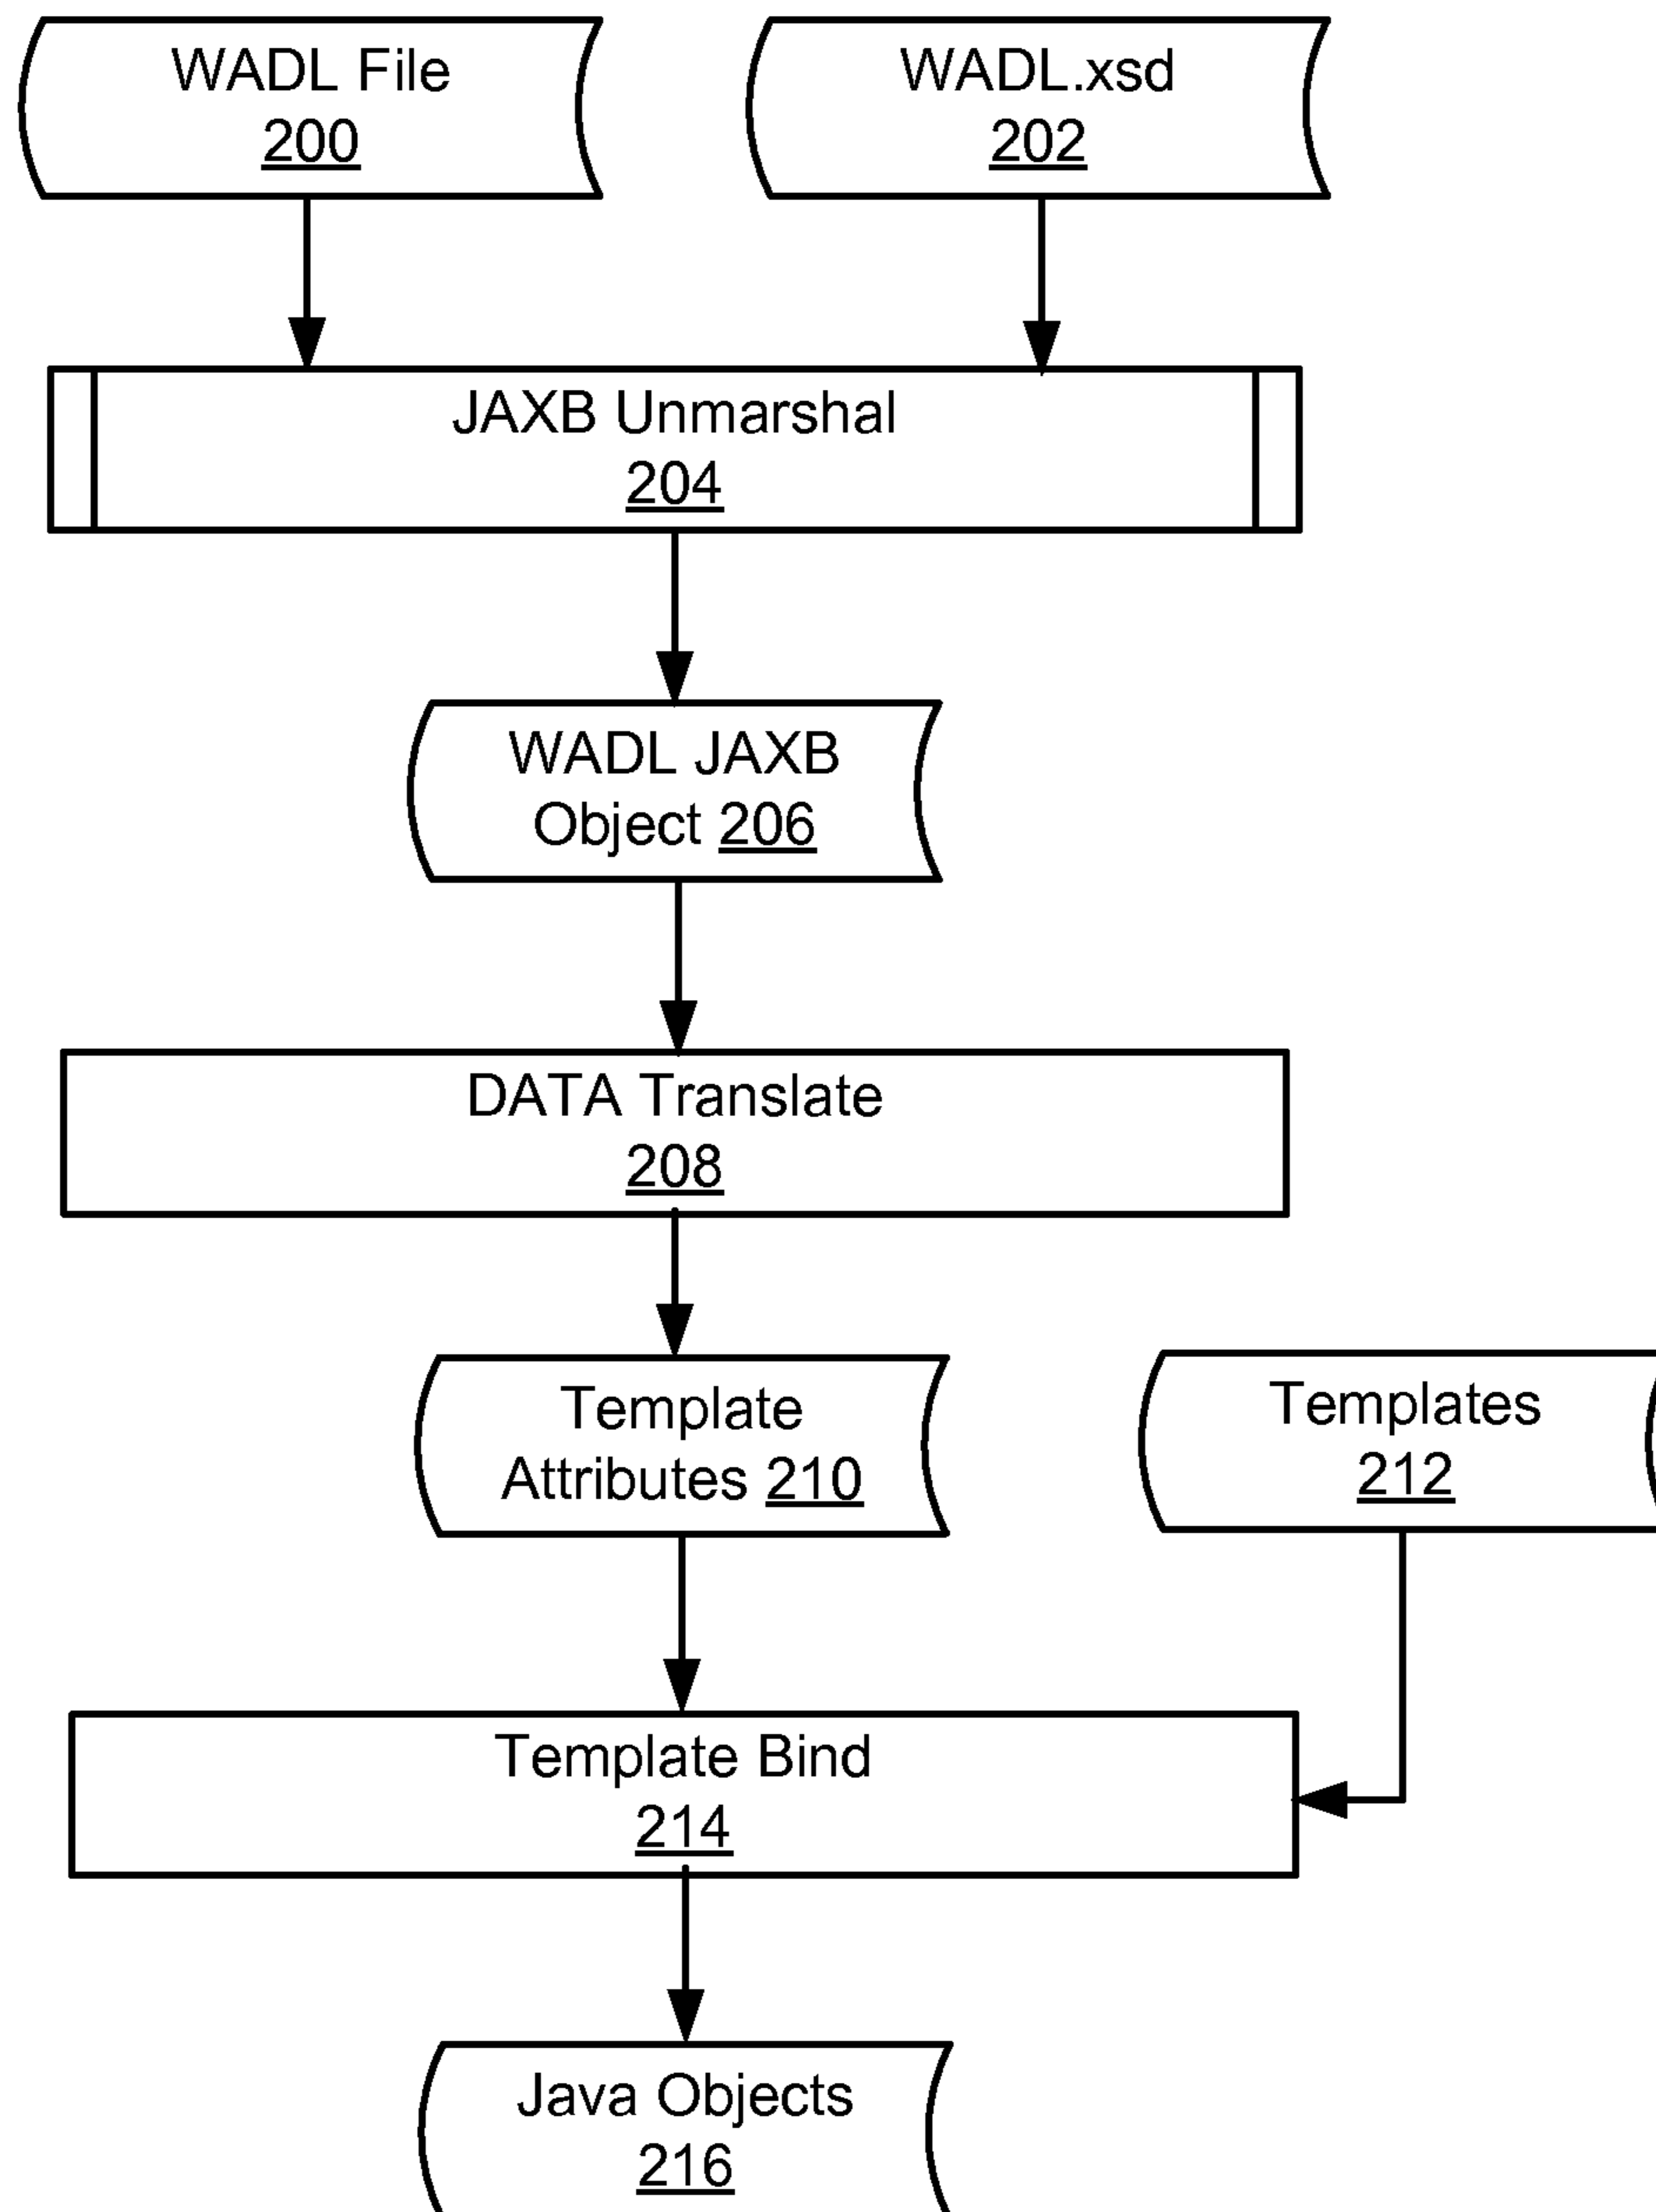 WADL File
200
WADL.xsd
202
JAXB Unmarshal
204
WADL JAXB
Object 206
DATA Translate
208
Template
Attributes 210
Templates
212
Template Bind
214
Java Objects
216